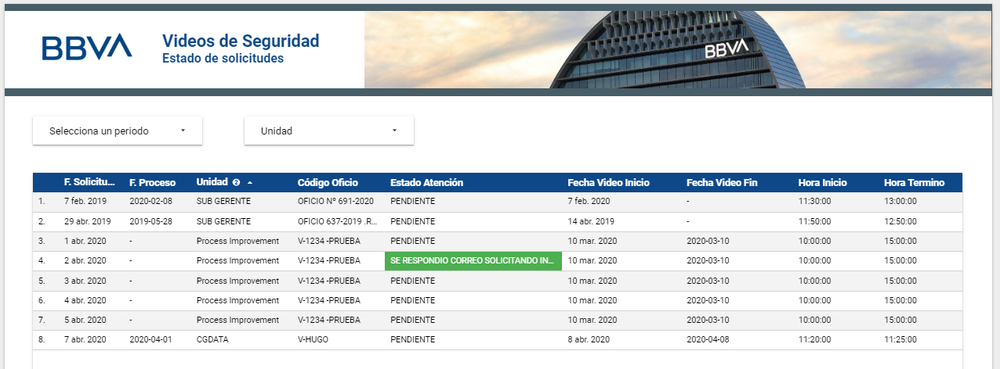 BBVA
Videos de Seguridad
Estado de solicitudes
BBVA
Selecciona un periodo
Unidad
F. Solicitu... F. Proceso Unidad 2 Código Oficio Estado Atención Fecha Video Inicio Fecha Video Fin Hora Inicio Hora Termino
1. 7 feb. 2019 2020-02-08 SUB GERENTE OFICIO Nº 691-2020 PENDIENTE 7 feb. 2020 - 11:30:00 13:00:00
2. 29 abr. 2019 2019-05-28 SUB GERENTE OFICIO 637-2019 .R... PENDIENTE 14 abr. 2019 - 11:50:00 12:50:00
3. 1 abr. 2020 - Process Improvement V-1234 -PRUEBA PENDIENTE 10 mar. 2020 2020-03-10 10:00:00 15:00:00
4. 2 abr. 2020 - Process Improvement V-1234 -PRUEBA SE RESPONDIO CORREO SOLICITANDO IN... 10 mar. 2020 2020-03-10 10:00:00 15:00:00
5. 3 abr. 2020 - Process Improvement V-1234 -PRUEBA PENDIENTE 10 mar. 2020 2020-03-10 10:00:00 15:00:00
6. 4 abr. 2020 - Process Improvement V-1234 -PRUEBA PENDIENTE 10 mar. 2020 2020-03-10 10:00:00 15:00:00
7. 5 abr. 2020 - Process Improvement V-1234 -PRUEBA PENDIENTE 10 mar. 2020 2020-03-10 10:00:00 15:00:00
8. 7 abr. 2020 2020-04-01 CGDATA V-HUGO PENDIENTE 8 abr. 2020 2020-04-08 11:20:00 11:25:00